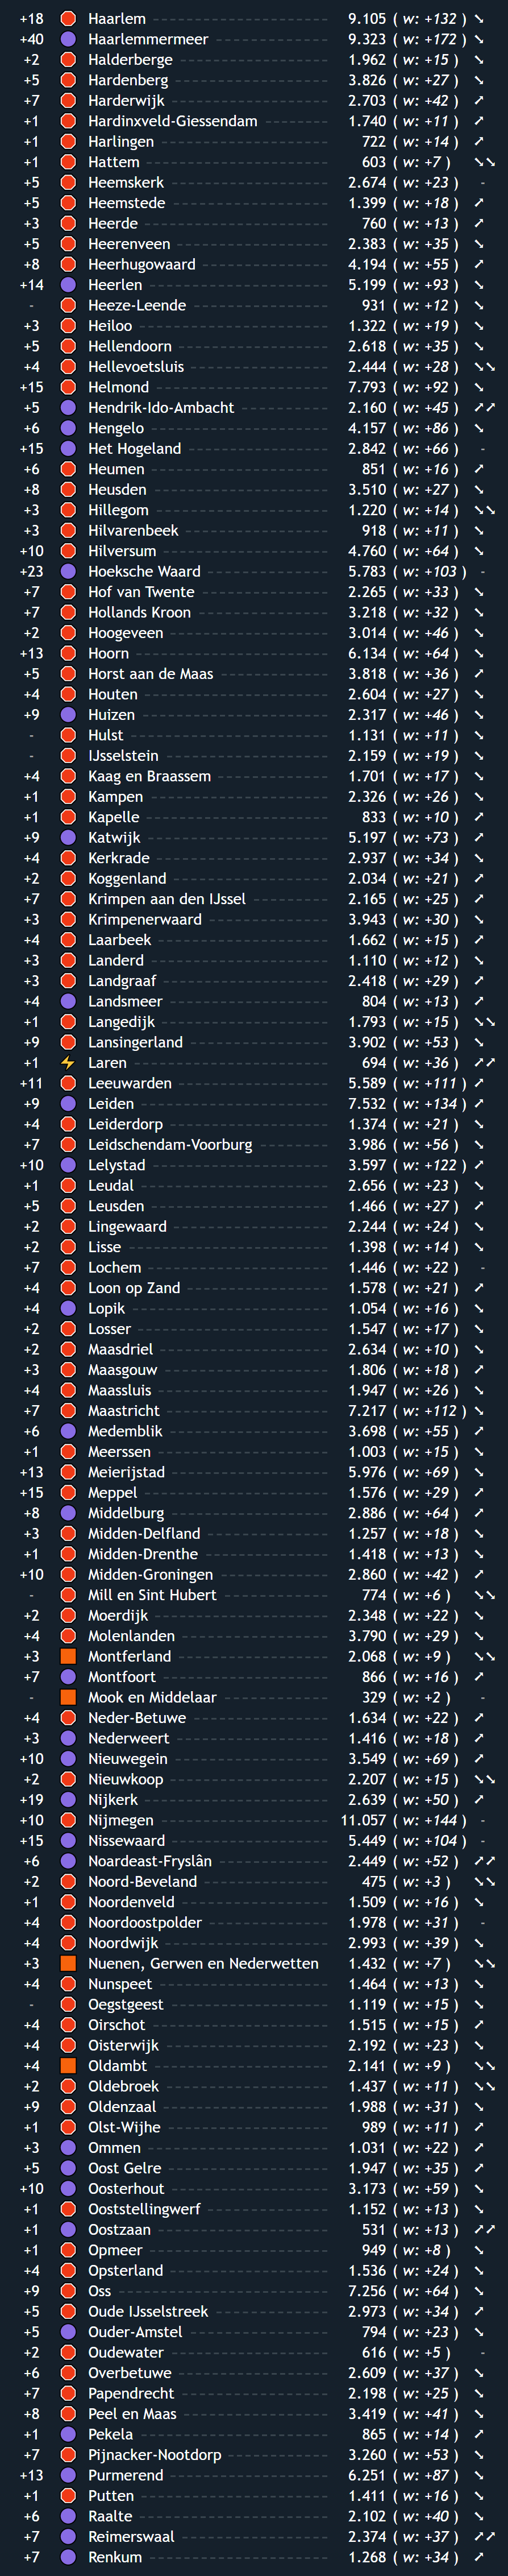 +18 Haarlem 9.105 ( w: +132 ) ➘
+40 Haarlemmermeer 9.323 ( w: +172 ) ➘
+2 Halderberge 1.962 ( w: +15 ) ➘
+5 Hardenberg 3.826 ( w: +27 ) ➘
+7 Harderwijk 2.703 ( w: +42 ) ➚
+1 Hardinxveld-Giessendam 1.740 ( w: +11 ) ➚
+1 Harlingen 722 ( w: +14 ) ➚
+1 Hattem 603 ( w: +7 ) ➘➘
+5 Heemskerk 2.674 ( w: +23 ) -
+5 Heemstede 1.399 ( w: +18 ) ➚
+3 Heerde 760 ( w: +13 ) ➚
+5 Heerenveen 2.383 ( w: +35 ) ➘
+8 Heerhugowaard 4.194 ( w: +55 ) ➚
+14 Heerlen 5.199 ( w: +93 ) ➘
- Heeze-Leende 931 ( w: +12 ) ➘
+3 Heiloo 1.322 ( w: +19 ) ➘
+5 Hellendoorn 2.618 ( w: +35 ) ➘
+4 Hellevoetsluis 2.444 ( w: +28 ) ➘➘
+15 Helmond 7.793 ( w: +92 ) ➘
+5 Hendrik-Ido-Ambacht 2.160 ( w: +45 ) ➚➚
+6 Hengelo 4.157 ( w: +86 ) ➘
+15 Het Hogeland 2.842 ( w: +66 ) -
+6 Heumen 851 ( w: +16 ) ➚
+8 Heusden 3.510 ( w: +27 ) ➘
+3 Hillegom 1.220 ( w: +14 ) ➘➘
+3 Hilvarenbeek 918 ( w: +11 ) ➘
+10 Hilversum 4.760 ( w: +64 ) ➘
+23 Hoeksche Waard 5.783 ( w: +103 ) -
+7 Hof van Twente 2.265 ( w: +33 ) ➘
+7 Hollands Kroon 3.218 ( w: +32 ) ➘
+2 Hoogeveen 3.014 ( w: +46 ) ➘
+13 Hoorn 6.134 ( w: +64 ) ➘
+5 Horst aan de Maas 3.818 ( w: +36 ) ➚
+4 Houten 2.604 ( w: +27 ) ➘
+9 Huizen 2.317 ( w: +46 ) ➘
- Hulst 1.131 ( w: +11 ) ➘
- IJsselstein 2.159 ( w: +19 ) ➘
+4 Kaag en Braassem 1.701 ( w: +17 ) ➘
+1 Kampen 2.326 ( w: +26 ) ➘
+1 Kapelle 833 ( w: +10 ) ➚
+9 Katwijk 5.197 ( w: +73 ) ➚
+4 Kerkrade 2.937 ( w: +34 ) ➘
+2 Koggenland 2.034 ( w: +21 ) ➚
+7 Krimpen aan den IJssel 2.165 ( w: +25 ) ➚
+3 Krimpenerwaard 3.943 ( w: +30 ) ➘
+4 Laarbeek 1.662 ( w: +15 ) ➚
+3 Landerd 1.110 ( w: +12 ) ➘
+3 Landgraaf 2.418 ( w: +29 ) ➚
+4 Landsmeer 804 ( w: +13 ) ➚
+1 Langedijk 1.793 ( w: +15 ) ➘➘
+9 Lansingerland 3.902 ( w: +53 ) ➘
+1 Laren 694 ( w: +36 ) ➚➚
+11 Leeuwarden 5.589 ( w: +111 ) ➚
+9 Leiden 7.532 ( w: +134 ) ➚
+4 Leiderdorp 1.374 ( w: +21 ) ➘
+7 Leidschendam-Voorburg 3.986 ( w: +56 ) ➘
+10 Lelystad 3.597 ( w: +122 ) ➚
+1 Leudal 2.656 ( w: +23 ) ➘
+5 Leusden 1.466 ( w: +27 ) ➚
+2 Lingewaard 2.244 ( w: +24 ) ➘
+2 Lisse 1.398 ( w: +14 ) ➘
+7 Lochem 1.446 ( w: +22 ) -
+4 Loon op Zand 1.578 ( w: +21 ) ➚
+4 Lopik 1.054 ( w: +16 ) ➘
+2 Losser 1.547 ( w: +17 ) ➘
+2 Maasdriel 2.634 ( w: +10 ) ➘
+3 Maasgouw 1.806 ( w: +18 ) ➚
+4 Maassluis 1.947 ( w: +26 ) ➘
+7 Maastricht 7.217 ( w: +112 ) ➘
+6 Medemblik 3.698 ( w: +55 ) ➚
+1 Meerssen 1.003 ( w: +15 ) ➘
+13 Meierijstad 5.976 ( w: +69 ) ➘
+15 Meppel 1.576 ( w: +29 ) ➚
+8 Middelburg 2.886 ( w: +64 ) ➚
+3 Midden-Delfland 1.257 ( w: +18 ) ➘
+1 Midden-Drenthe 1.418 ( w: +13 ) ➘
+10 Midden-Groningen 2.860 ( w: +42 ) ➚
- Mill en Sint Hubert 774 ( w: +6 ) ➘➘
+2 Moerdijk 2.348 ( w: +22 ) ➘
+4 Molenlanden 3.790 ( w: +29 ) ➘
+3 Montferland 2.068 ( w: +9 ) ➘➘
+7 Montfoort 866 ( w: +16 ) ➚
- Mook en Middelaar 329 ( w: +2 ) -
+4 Neder-Betuwe 1.634 ( w: +22 ) ➚
+3 Nederweert 1.416 ( w: +18 ) ➚
+10 Nieuwegein 3.549 ( w: +69 ) ➚
+2 Nieuwkoop 2.207 ( w: +15 ) ➘➘
+19 Nijkerk 2.639 ( w: +50 ) ➚
+10 Nijmegen 11.057 ( w: +144 ) -
+15 Nissewaard 5.449 ( w: +104 ) -
+6 Noardeast-Fryslân 2.449 ( w: +52 ) ➚➚
+2 Noord-Beveland 475 ( w: +3 ) ➘➘
+1 Noordenveld 1.509 ( w: +16 ) ➘
+4 Noordoostpolder 1.978 ( w: +31 ) -
+4 Noordwijk 2.993 ( w: +39 ) ➘
+3 Nuenen, Gerwen en Nederwetten 1.432 ( w: +7 ) ➘➘
+4 Nunspeet 1.464 ( w: +13 ) ➘
- Oegstgeest 1.119 ( w: +15 ) ➘
+4 Oirschot 1.515 ( w: +15 ) ➚
+4 Oisterwijk 2.192 ( w: +23 ) ➘
+4 Oldambt 2.141 ( w: +9 ) ➘➘
+2 Oldebroek 1.437 ( w: +11 ) ➘➘
+9 Oldenzaal 1.988 ( w: +31 ) ➘
+1 Olst-Wijhe 989 ( w: +11 ) ➚
+3 Ommen 1.031 ( w: +22 ) ➚
+5 Oost Gelre 1.947 ( w: +35 ) ➚
+10 Oosterhout 3.173 ( w: +59 ) ➘
+1 Ooststellingwerf 1.152 ( w: +13 ) ➘
+1 Oostzaan 531 ( w: +13 ) ➚➚
+1 Opmeer 949 ( w: +8 ) ➘
+4 Opsterland 1.536 ( w: +24 ) ➘
+9 Oss 7.256 ( w: +64 ) ➘
+5 Oude IJsselstreek 2.973 ( w: +34 ) ➚
+5 Ouder-Amstel 794 ( w: +23 ) ➘
+2 Oudewater 616 ( w: +5 ) -
+6 Overbetuwe 2.609 ( w: +37 ) ➘
+7 Papendrecht 2.198 ( w: +25 ) ➘
+8 Peel en Maas 3.419 ( w: +41 ) ➘
+1 Pekela 865 ( w: +14 ) ➚
+7 Pijnacker-Nootdorp 3.260 ( w: +53 ) ➘
+13 Purmerend 6.251 ( w: +87 ) ➘
+1 Putten 1.411 ( w: +16 ) ➘
+6 Raalte 2.102 ( w: +40 ) ➘
+7 Reimerswaal 2.374 ( w: +37 ) ➚➚
+7 Renkum 1.268 ( w: +34 ) ➚